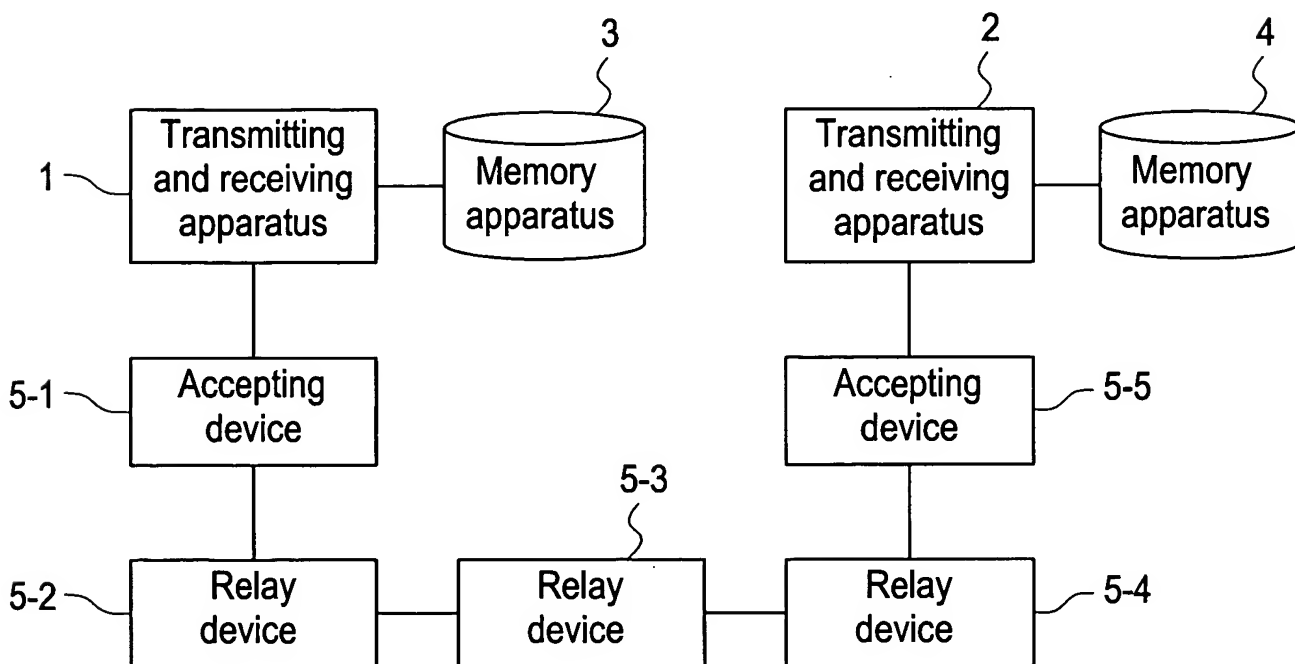 3
2
4
1
Transmitting
and receiving
apparatus
Memory
apparatus
Transmitting
and receiving
apparatus
Memory
apparatus
5-1
Accepting
device
Accepting
device
5-5
5-3
5-2
Relay
device
Relay
device
Relay
device
5-4